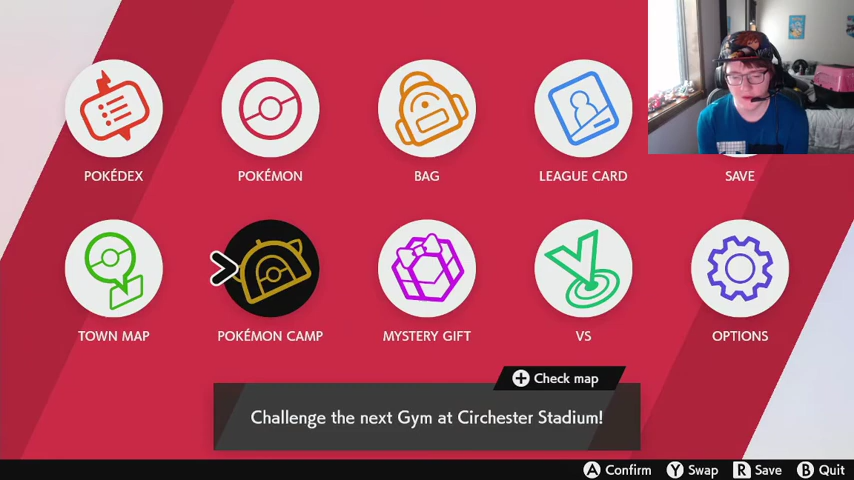 POKÉDEX
POKÉMON
BAG
LEAGUE CARD
SAVE
TOWN MAP
POKÉMON CAMP
MYSTERY GIFT
VS
OPTIONS
+ Check map
Challenge the next Gym at Circhester Stadium!
A Confirm Y Swap R Save B Quit